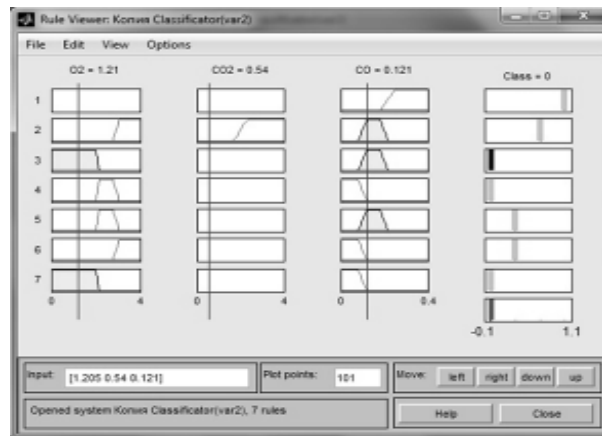 Rule Viewer: Копия Classificator(var2)
File Edit View Options
O2 = 1.21
CO2 = 0.54
CO = 0.121
Class = 0
1
2
3
4
5
6
7
0 4
0 4
0 0.4
-0.1 1.1
Input: [1.205 0.54 0.121]
Plot points: 101
Move: left right down up
Opened system Копия Classificator(var2), 7 rules
Help Close